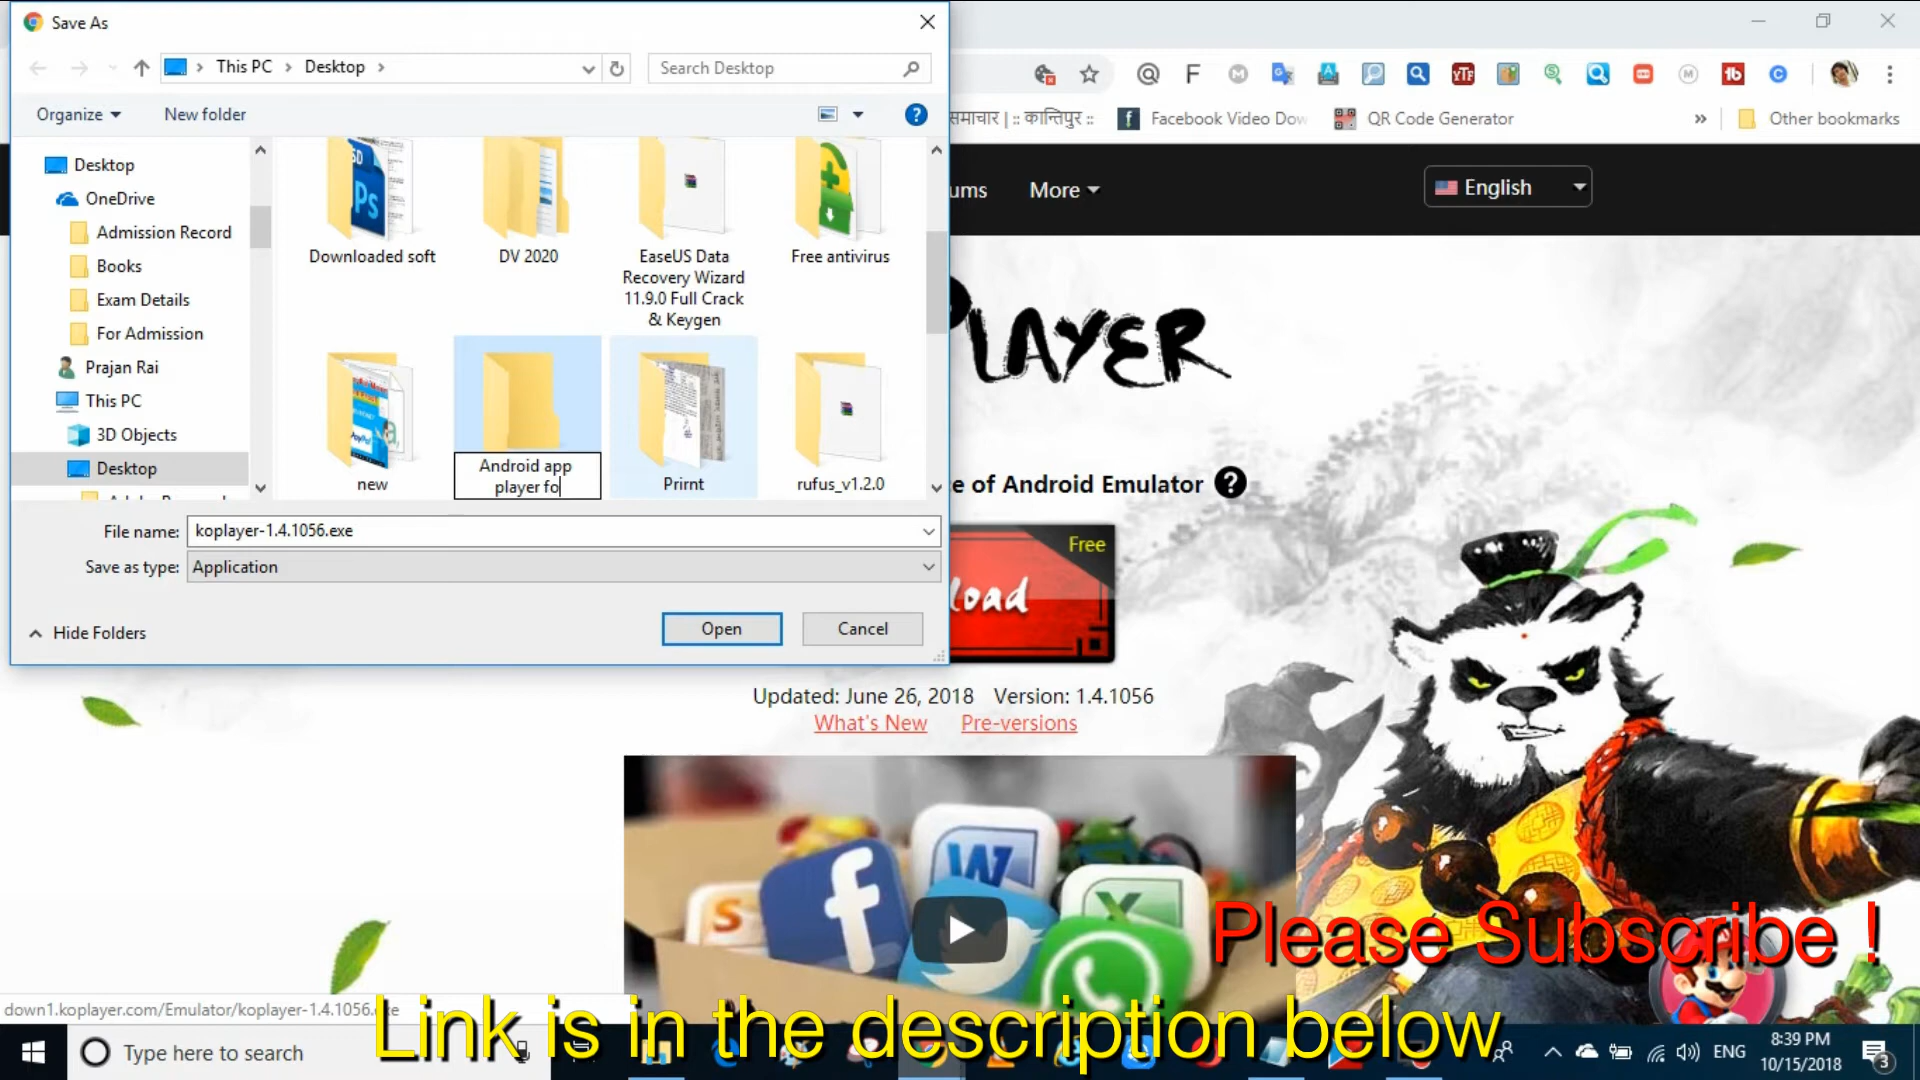 Save As
This PC
Desktop
Search Desktop
Organize
New folder
समाचार | :: कान्तिपुर ::
Facebook Video Dow
QR Code Generator
»
Other bookmarks
Desktop
OneDrive
Admission Record
Books
Exam Details
For Admission
Prajan Rai
This PC
3D Objects
Desktop
Downloaded soft
DV 2020
EaseUS Data
Recovery Wizard
11.9.0 Full Crack
& Keygen
Free antivirus
new
Android app
player fo
Prirnt
rufus_v1.2.0
File name: koplayer-1.4.1056.exe
Save as type: Application
Hide Folders
Open
Cancel
ums
More
English
PLAYER
e of Android Emulator ?
Free
load
Updated: June 26, 2018 Version: 1.4.1056
What's New Pre-versions
Please Subscribe !
down1.koplayer.com/Emulator/koplayer-1.4.1056.
Link is in the description below
Type here to search
ENG
8:39 PM
10/15/2018
3